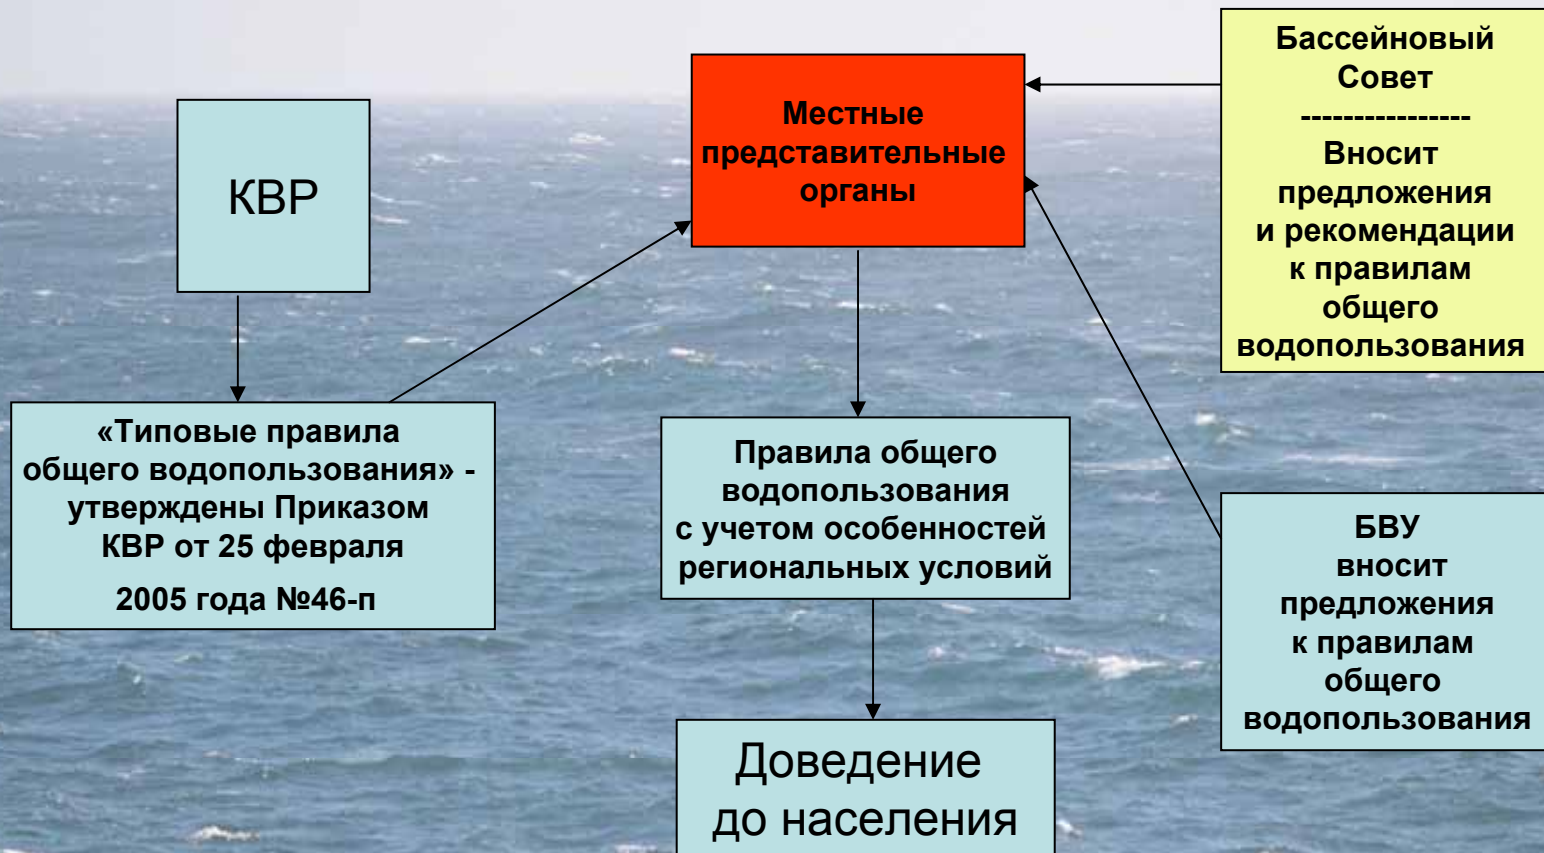 КВР
«Типовые правила
общего водопользования» -
утверждены Приказом
КВР от 25 февраля
2005 года №46-п
Местные
представительные
органы
Правила общего
водопользования
с учетом особенностей
региональных условий
Доведение
до населения
Бассейновый
Совет
----------------
Вносит
предложения
и рекомендации
к правилам
общего
водопользования
БВУ
вносит
предложения
к правилам
общего
водопользования